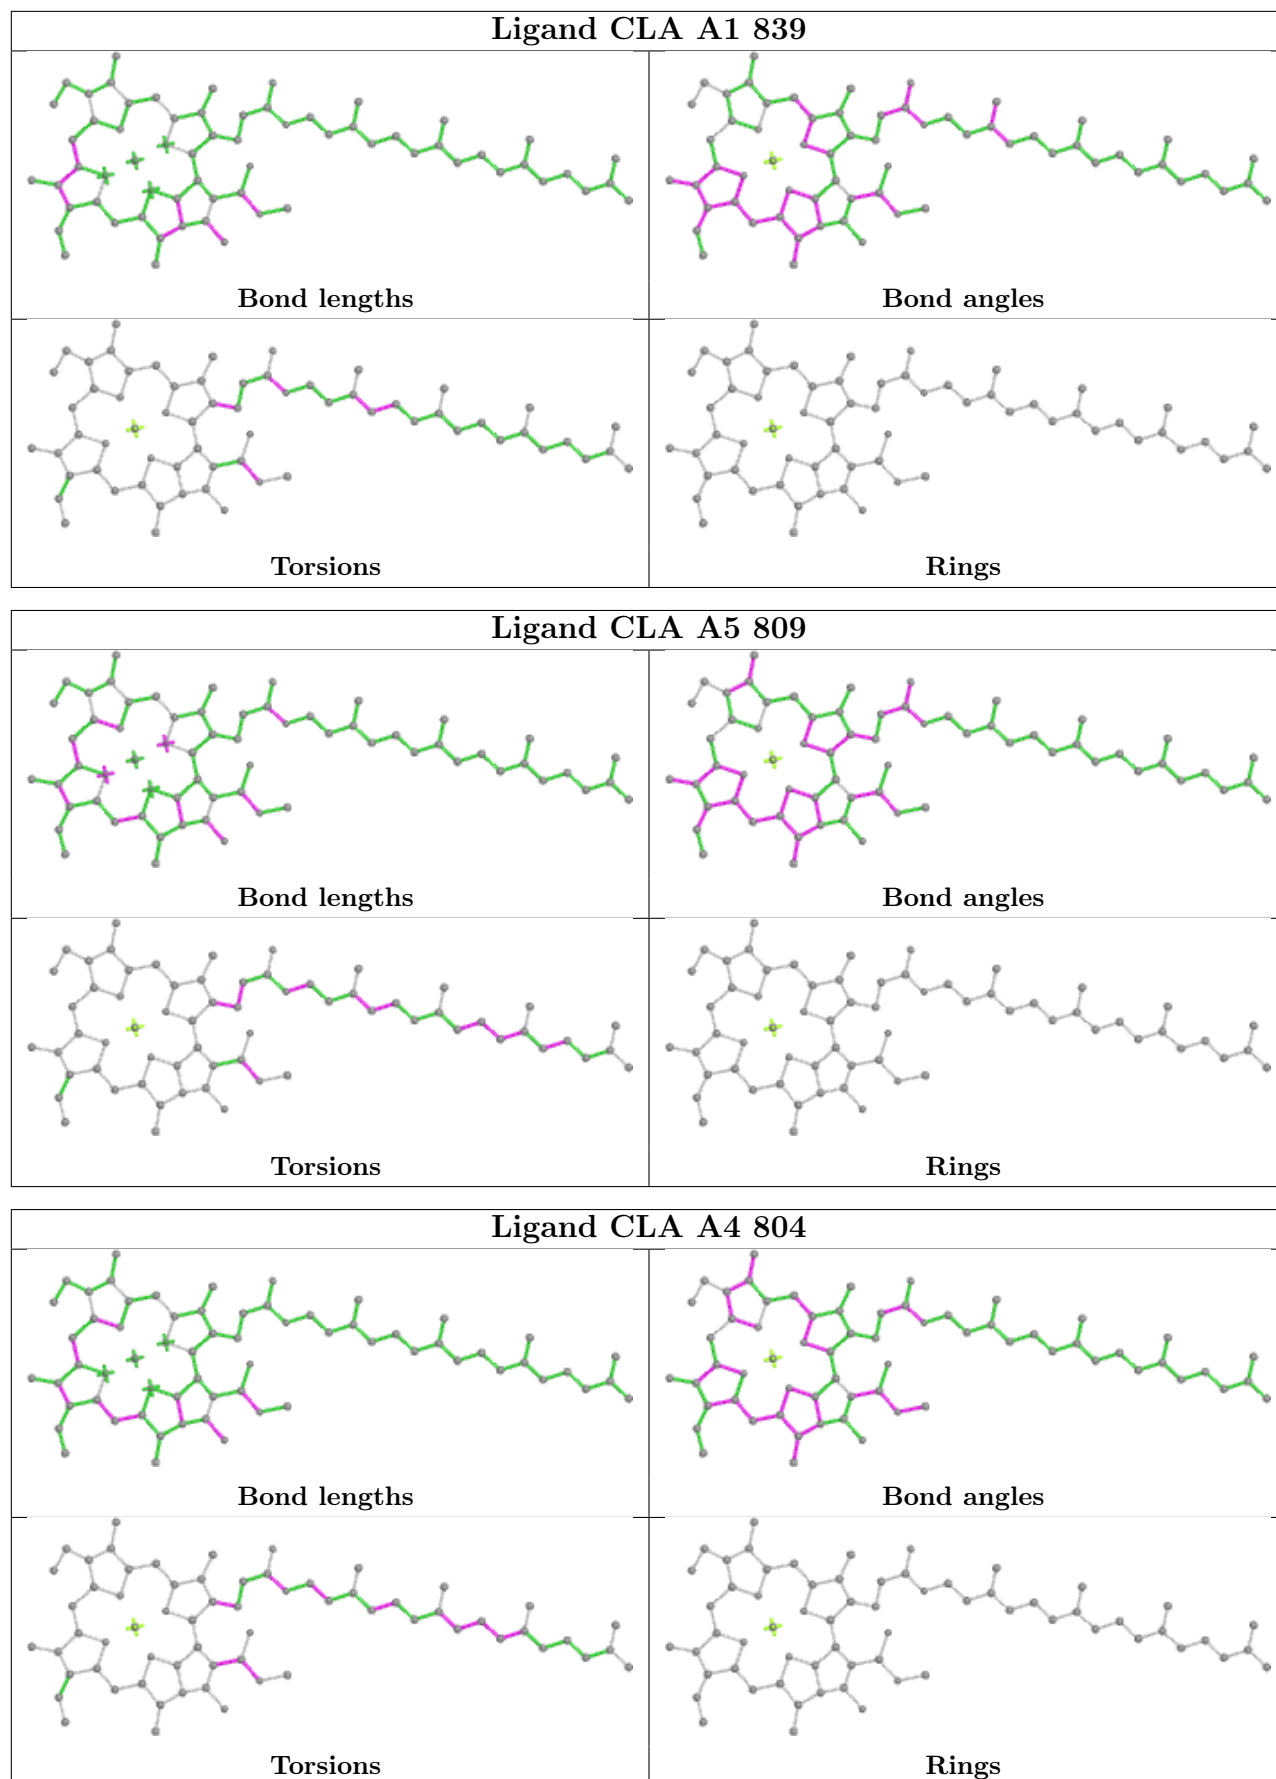 Ligand CLA A1 839
Bond lengths
Bond angles
Torsions
Rings
Ligand CLA A5 809
Bond lengths
Bond angles
Torsions
Rings
Ligand CLA A4 804
Bond lengths
Bond angles
Torsions
Rings